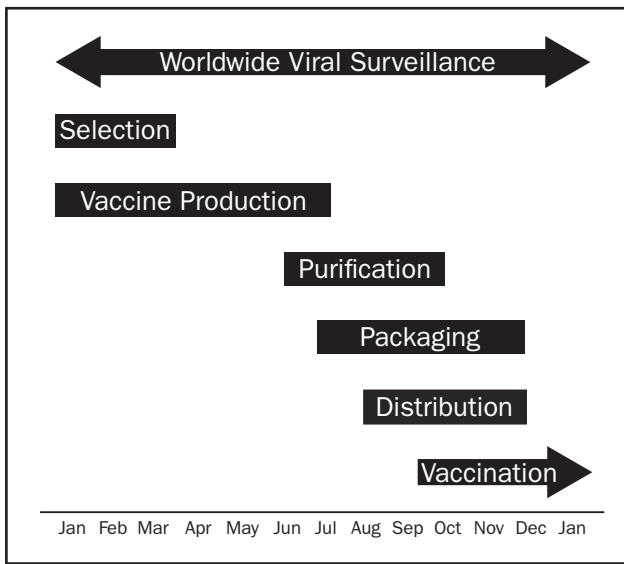 Worldwide Viral Surveillance
Selection
Vaccine Production
Purification
Packaging
Distribution
Vaccination
Jan Feb Mar Apr May Jun Jul Aug Sep Oct Nov Dec Jan